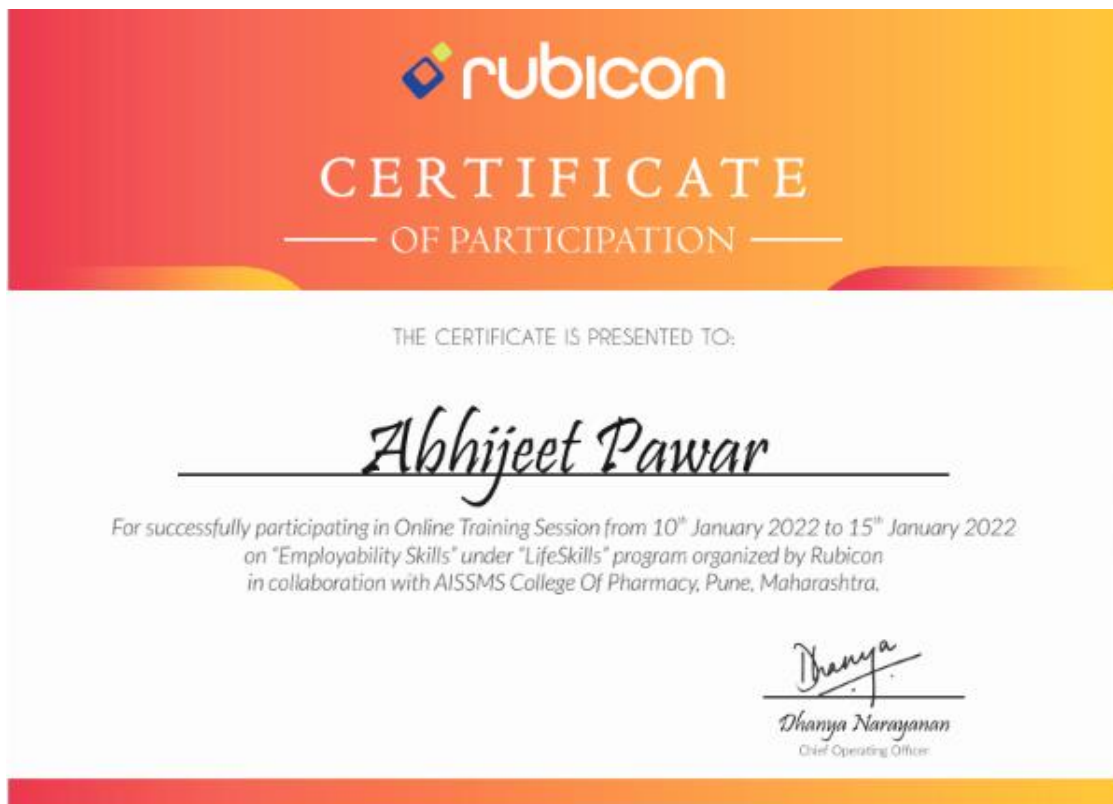 rubicon
CERTIFICATE
OF PARTICIPATION
THE CERTIFICATE IS PRESENTED TO:
Abhijeet Pawar
For successfully participating in Online Training Session from 10th January 2022 to 15th January 2022
on "Employability Skills" under "LifeSkills" program organized by Rubicon
in collaboration with AISSMS College Of Pharmacy, Pune, Maharashtra.
Dhanya
Dhanya Narayanan
Chief Operating Officer